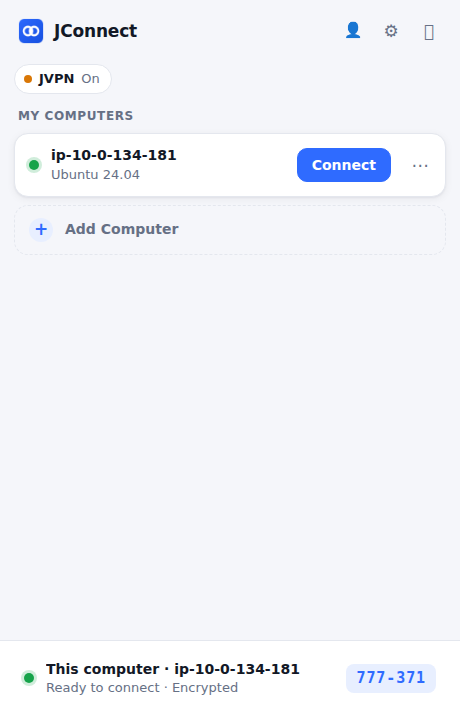 JConnect
JVPN On
MY COMPUTERS
ip-10-0-134-181
Ubuntu 24.04
Connect
+ Add Computer
This computer · ip-10-0-134-181
Ready to connect · Encrypted
777-371